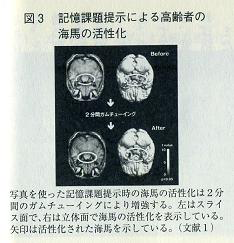 図3 記憶課題提示による高齢者の
海馬の活性化
Before
2分間ガムチューイング
After
写真を使った記憶課題提示時の海馬の活性化は2分
間のガムチューイングにより増強する。左はスライ
ス面で、右は立体面で海馬の活性化を表示している。
矢印は活性化された海馬を示している。(文献1)